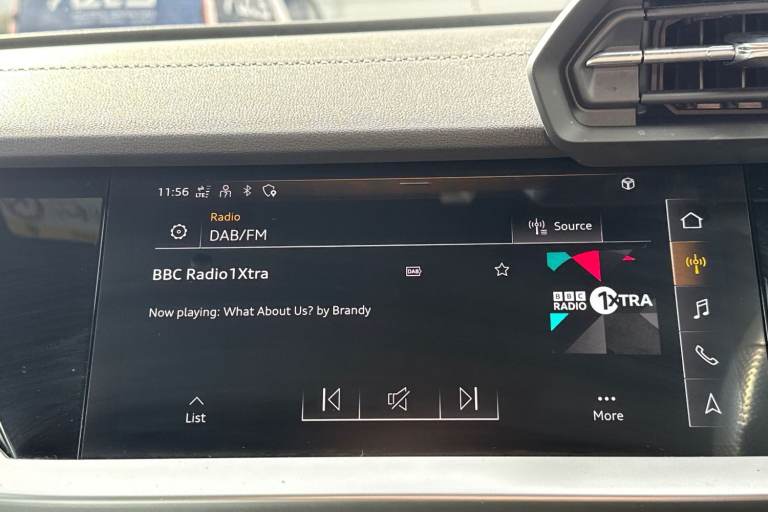 11:56 LTE
Radio
DAB/FM
Source
BBC Radio1Xtra
DAB
BBC
RADIO 1XTRA
Now playing: What About Us? by Brandy
List
More